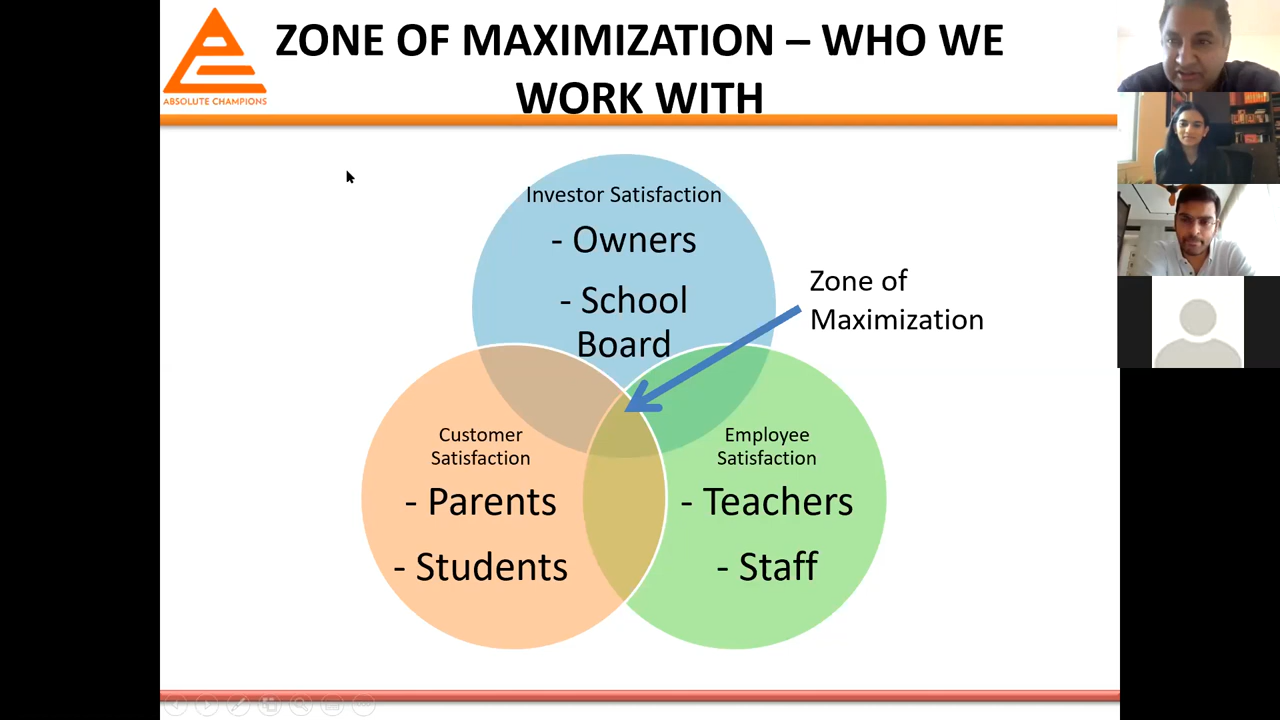 ZONE OF MAXIMIZATION – WHO WE
WORK WITH
ABSOLUTE CHAMPIONS
Investor Satisfaction
- Owners
- School
Board
Zone of
Maximization
Customer
Satisfaction
- Parents
- Students
Employee
Satisfaction
- Teachers
- Staff